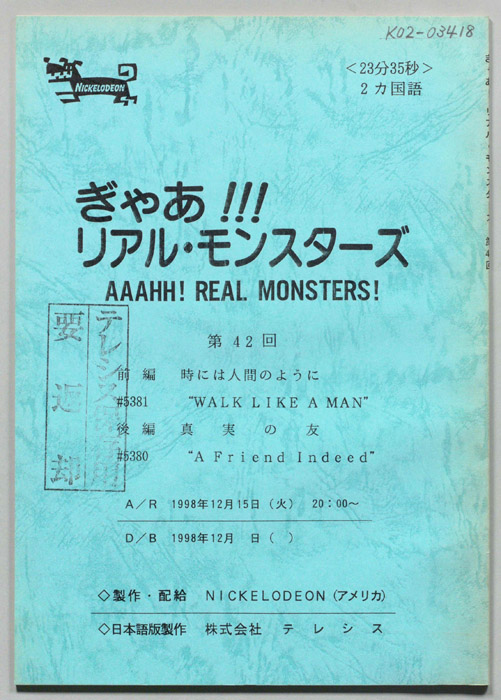 K02-03418
NICKELODEON
<23分35秒>
2カ国語
ぎゃあ!!!
リアル・モンスターズ
AAAHH! REAL MONSTERS!
第42回
前編 時には人間のように
#5381 "WALK LIKE A MAN"
後編 真実の友
#5380 "A Friend Indeed"
テレシス
要返却
A/R 1998年12月15日(火) 20:00~
D/B 1998年12月 日( )
◇製作・配給 NICKELODEON(アメリカ)
◇日本語版製作 株式会社 テレシス